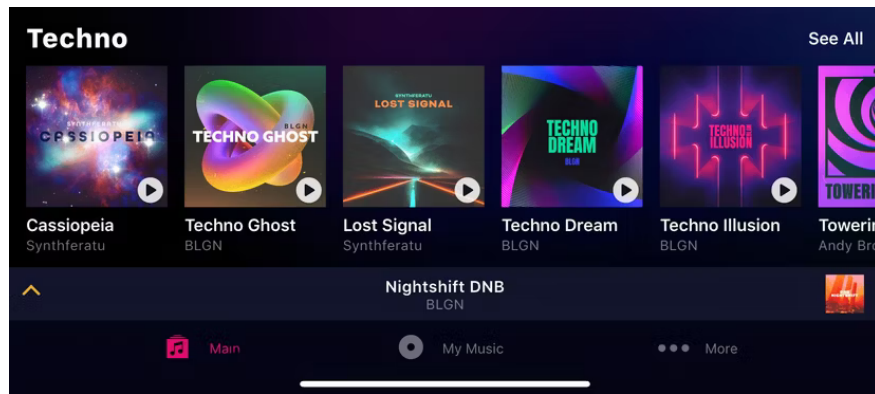 Techno
See All
SYNTHFERATU
CASSIOPEIA
BLGN
TECHNO GHOST
SYNTHFERATU
LOST SIGNAL
TECHNO
DREAM
BLGN
TECHNO
ILLUSION
Cassiopeia
Synthferatu
Techno Ghost
BLGN
Lost Signal
Synthferatu
Techno Dream
BLGN
Techno Illusion
BLGN
Nightshift DNB
BLGN
Main
My Music
More